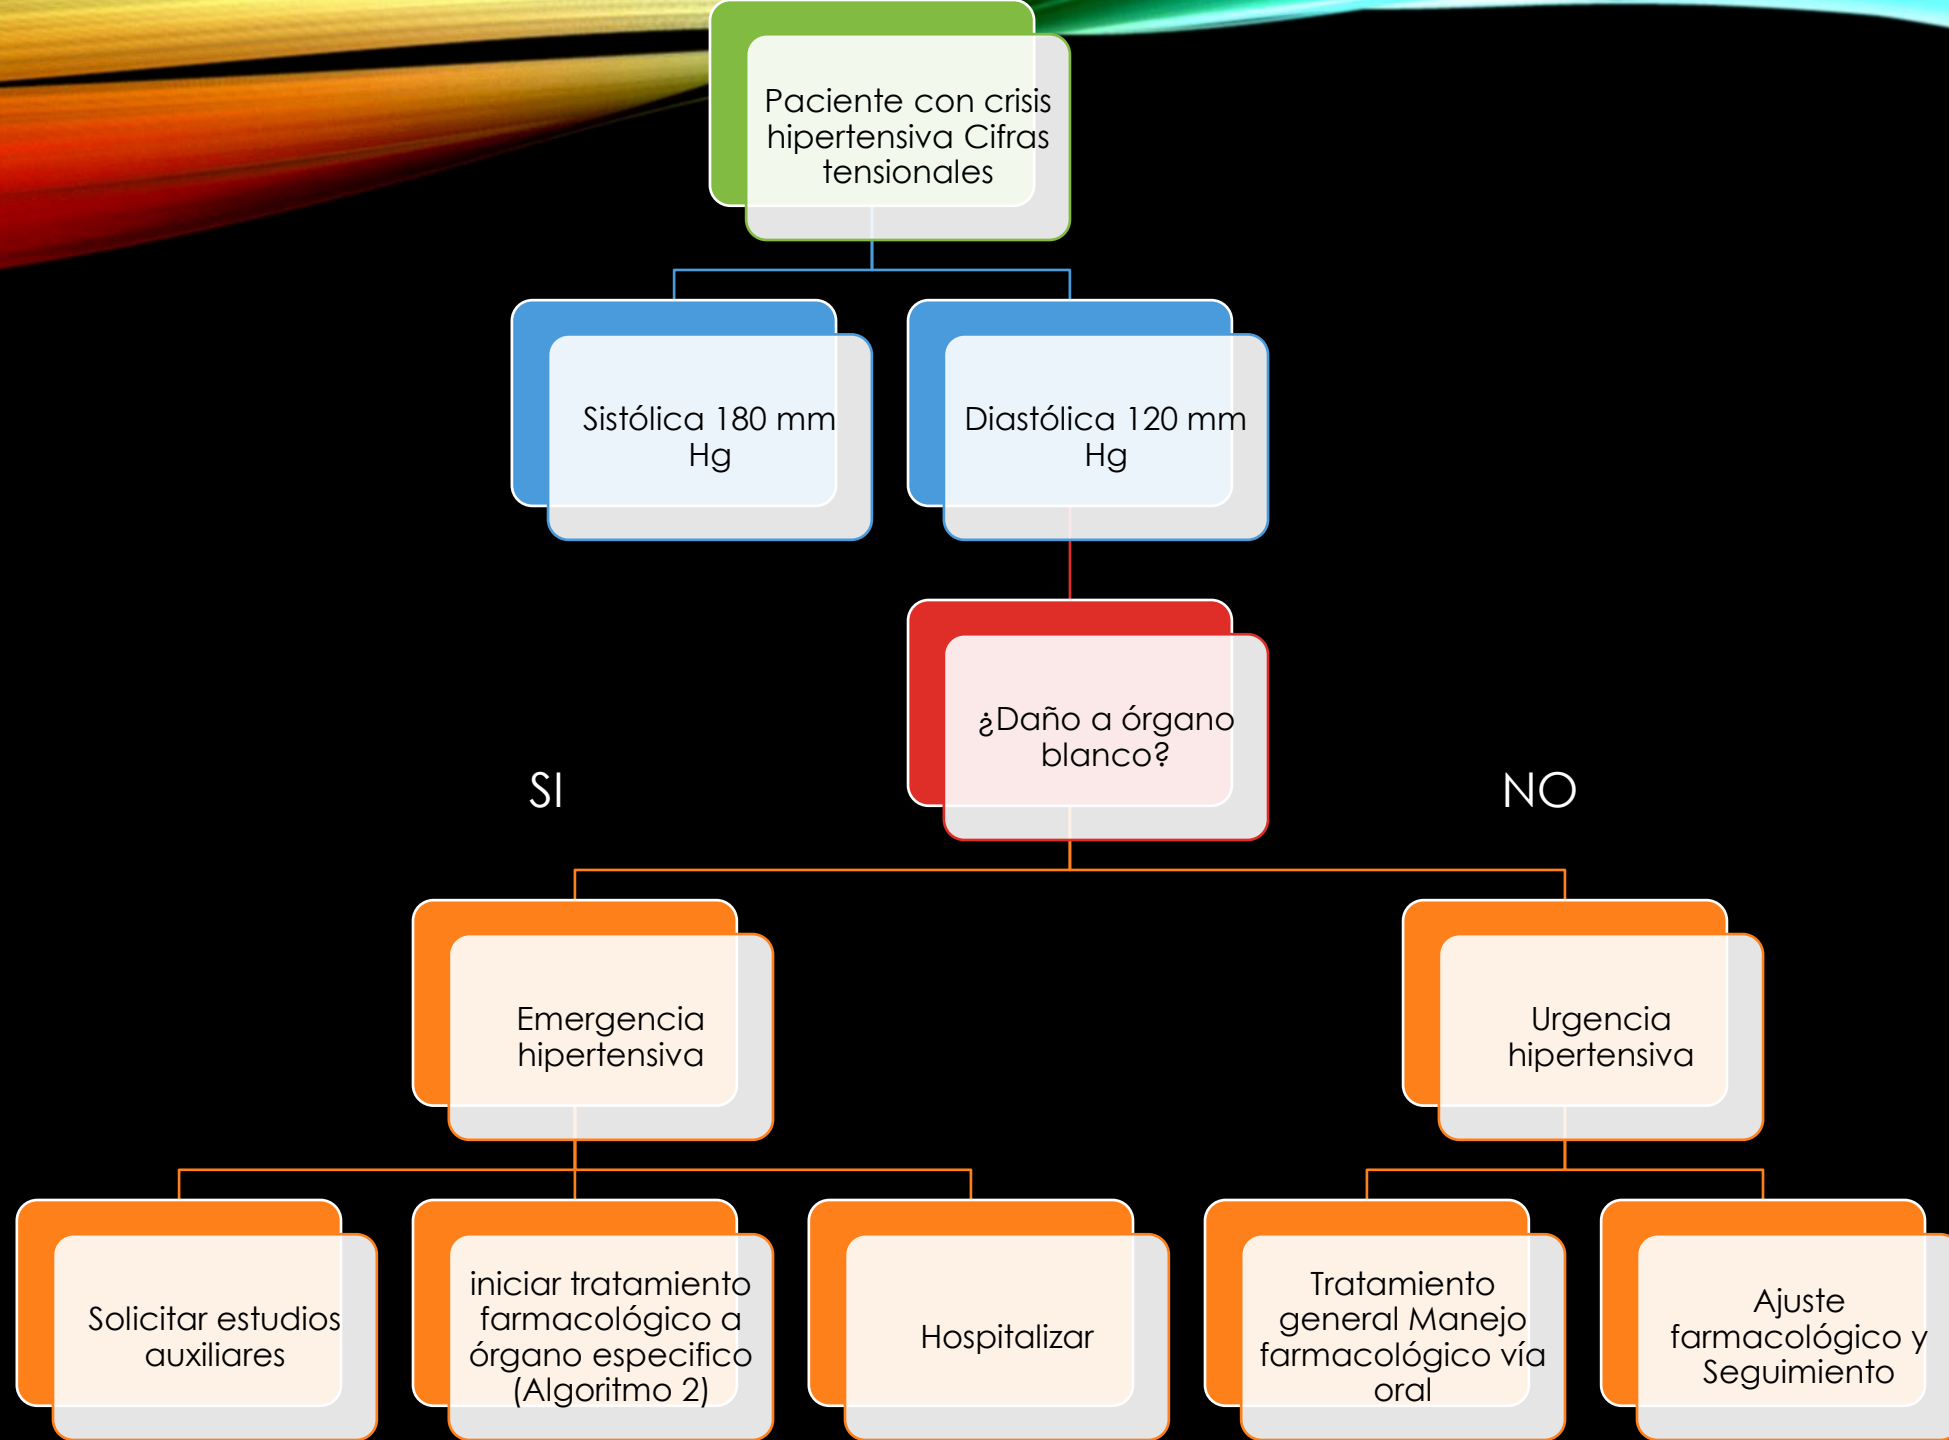 Paciente con crisis
hipertensiva Cifras
tensionales
Sistólica 180 mm
Hg
Diastólica 120 mm
Hg
¿Daño a órgano
blanco?
SI
NO
Emergencia
hipertensiva
Urgencia
hipertensiva
Solicitar estudios
auxiliares
iniciar tratamiento
farmacológico a
órgano especifico
(Algoritmo 2)
Hospitalizar
Tratamiento
general Manejo
farmacológico vía
oral
Ajuste
farmacológico y
Seguimiento